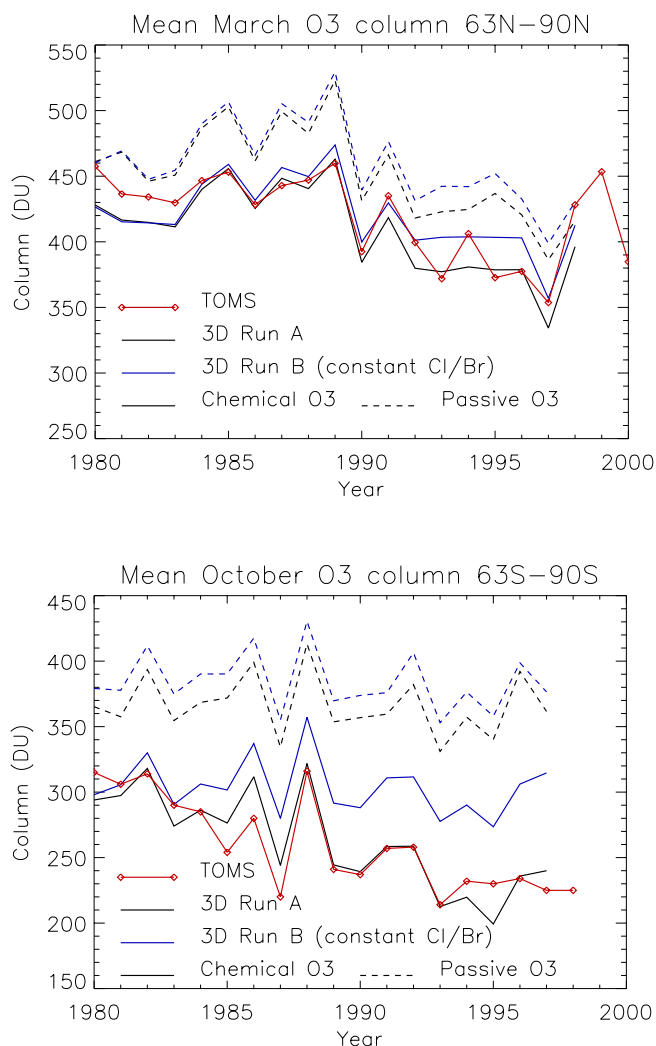 Mean March O3 column 63N−90N
550
500
450
400
350
300
250
Column (DU)
TOMS
3D Run A
3D Run B (constant Cl/Br)
Chemical O3 Passive O3
1980 1985 1990 1995 2000
Year
Mean October O3 column 63S−90S
450
400
350
300
250
200
150
Column (DU)
TOMS
3D Run A
3D Run B (constant Cl/Br)
Chemical O3 Passive O3
1980 1985 1990 1995 2000
Year